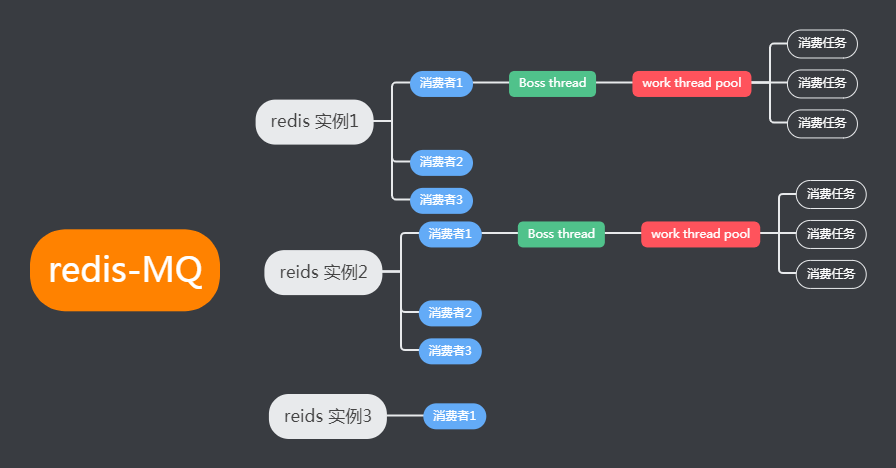 redis-MQ
redis 实例1
消费者1
Boss thread
work thread pool
消费任务
消费任务
消费任务
消费者2
消费者3
reids 实例2
消费者1
Boss thread
work thread pool
消费任务
消费任务
消费任务
消费者2
消费者3
reids 实例3
消费者1